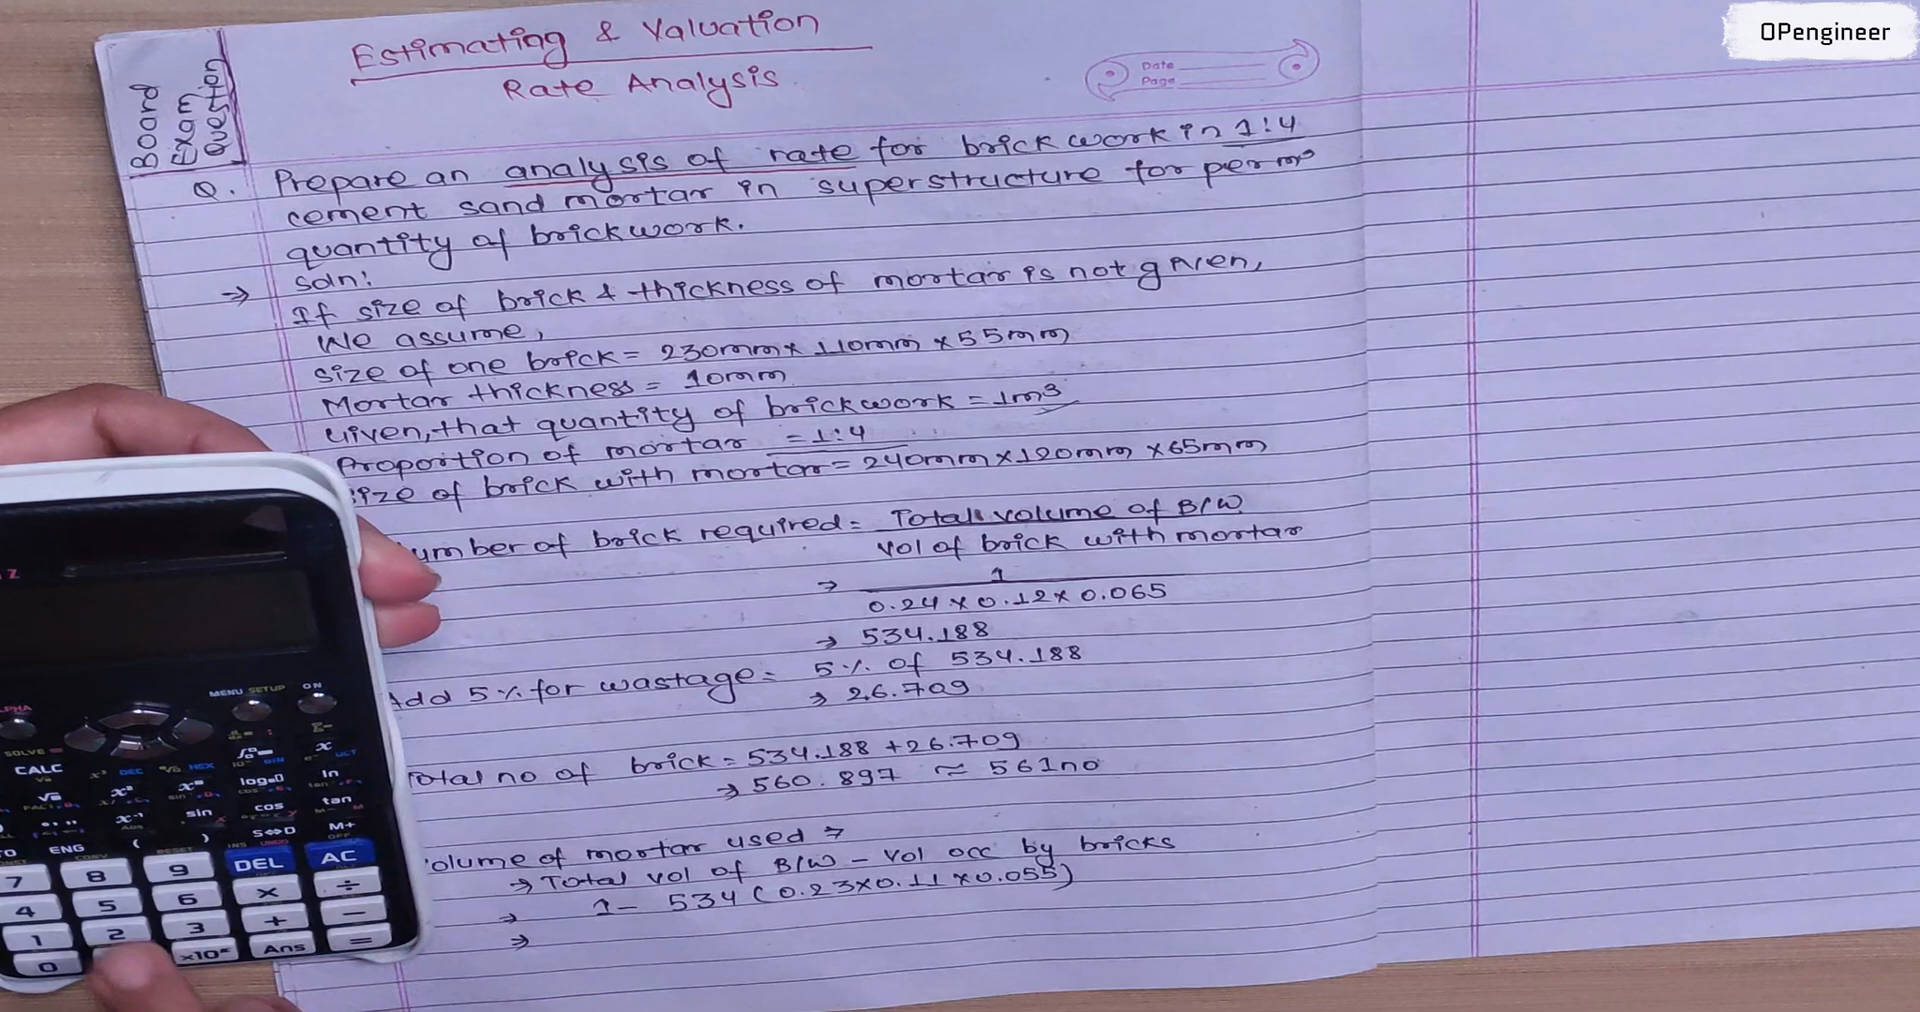 OPengineer
Estimating & Valuation
Rate Analysis
Date
Page
Board
Exam
Question
Q. Prepare an analysis of rate for brick work in 1:4
cement sand mortar in superstructure for per m³
quantity of brickwork.
→ Soln:
If size of brick & thickness of mortar is not given,
We assume,
Size of one brick = 230mm × 110mm × 55mm
Mortar thickness = 10mm
Given, that quantity of brickwork = 1m³
Proportion of mortar = 1:4
size of brick with mortar = 240mm × 120mm × 65mm
umber of brick required = Total volume of B/W
Vol of brick with mortar
→ 1
0.24 × 0.12 × 0.065
→ 534.188
Add 5% for wastage = 5% of 534.188
→ 26.709
Total no of brick = 534.188 + 26.709
→ 560.897 ≈ 561no
olume of mortar used →
→ Total vol of B/W - vol occ by bricks
→ 1 - 534 (0.23×0.11×0.055)
→
MENU SETUP ON
SOLVE =
CALC
log
ln
sin cos tan
ENG ( ) S⇔D M+
7 8 9 DEL AC
4 5 6 × ÷
1 2 3 + −
0 ×10ˣ Ans =